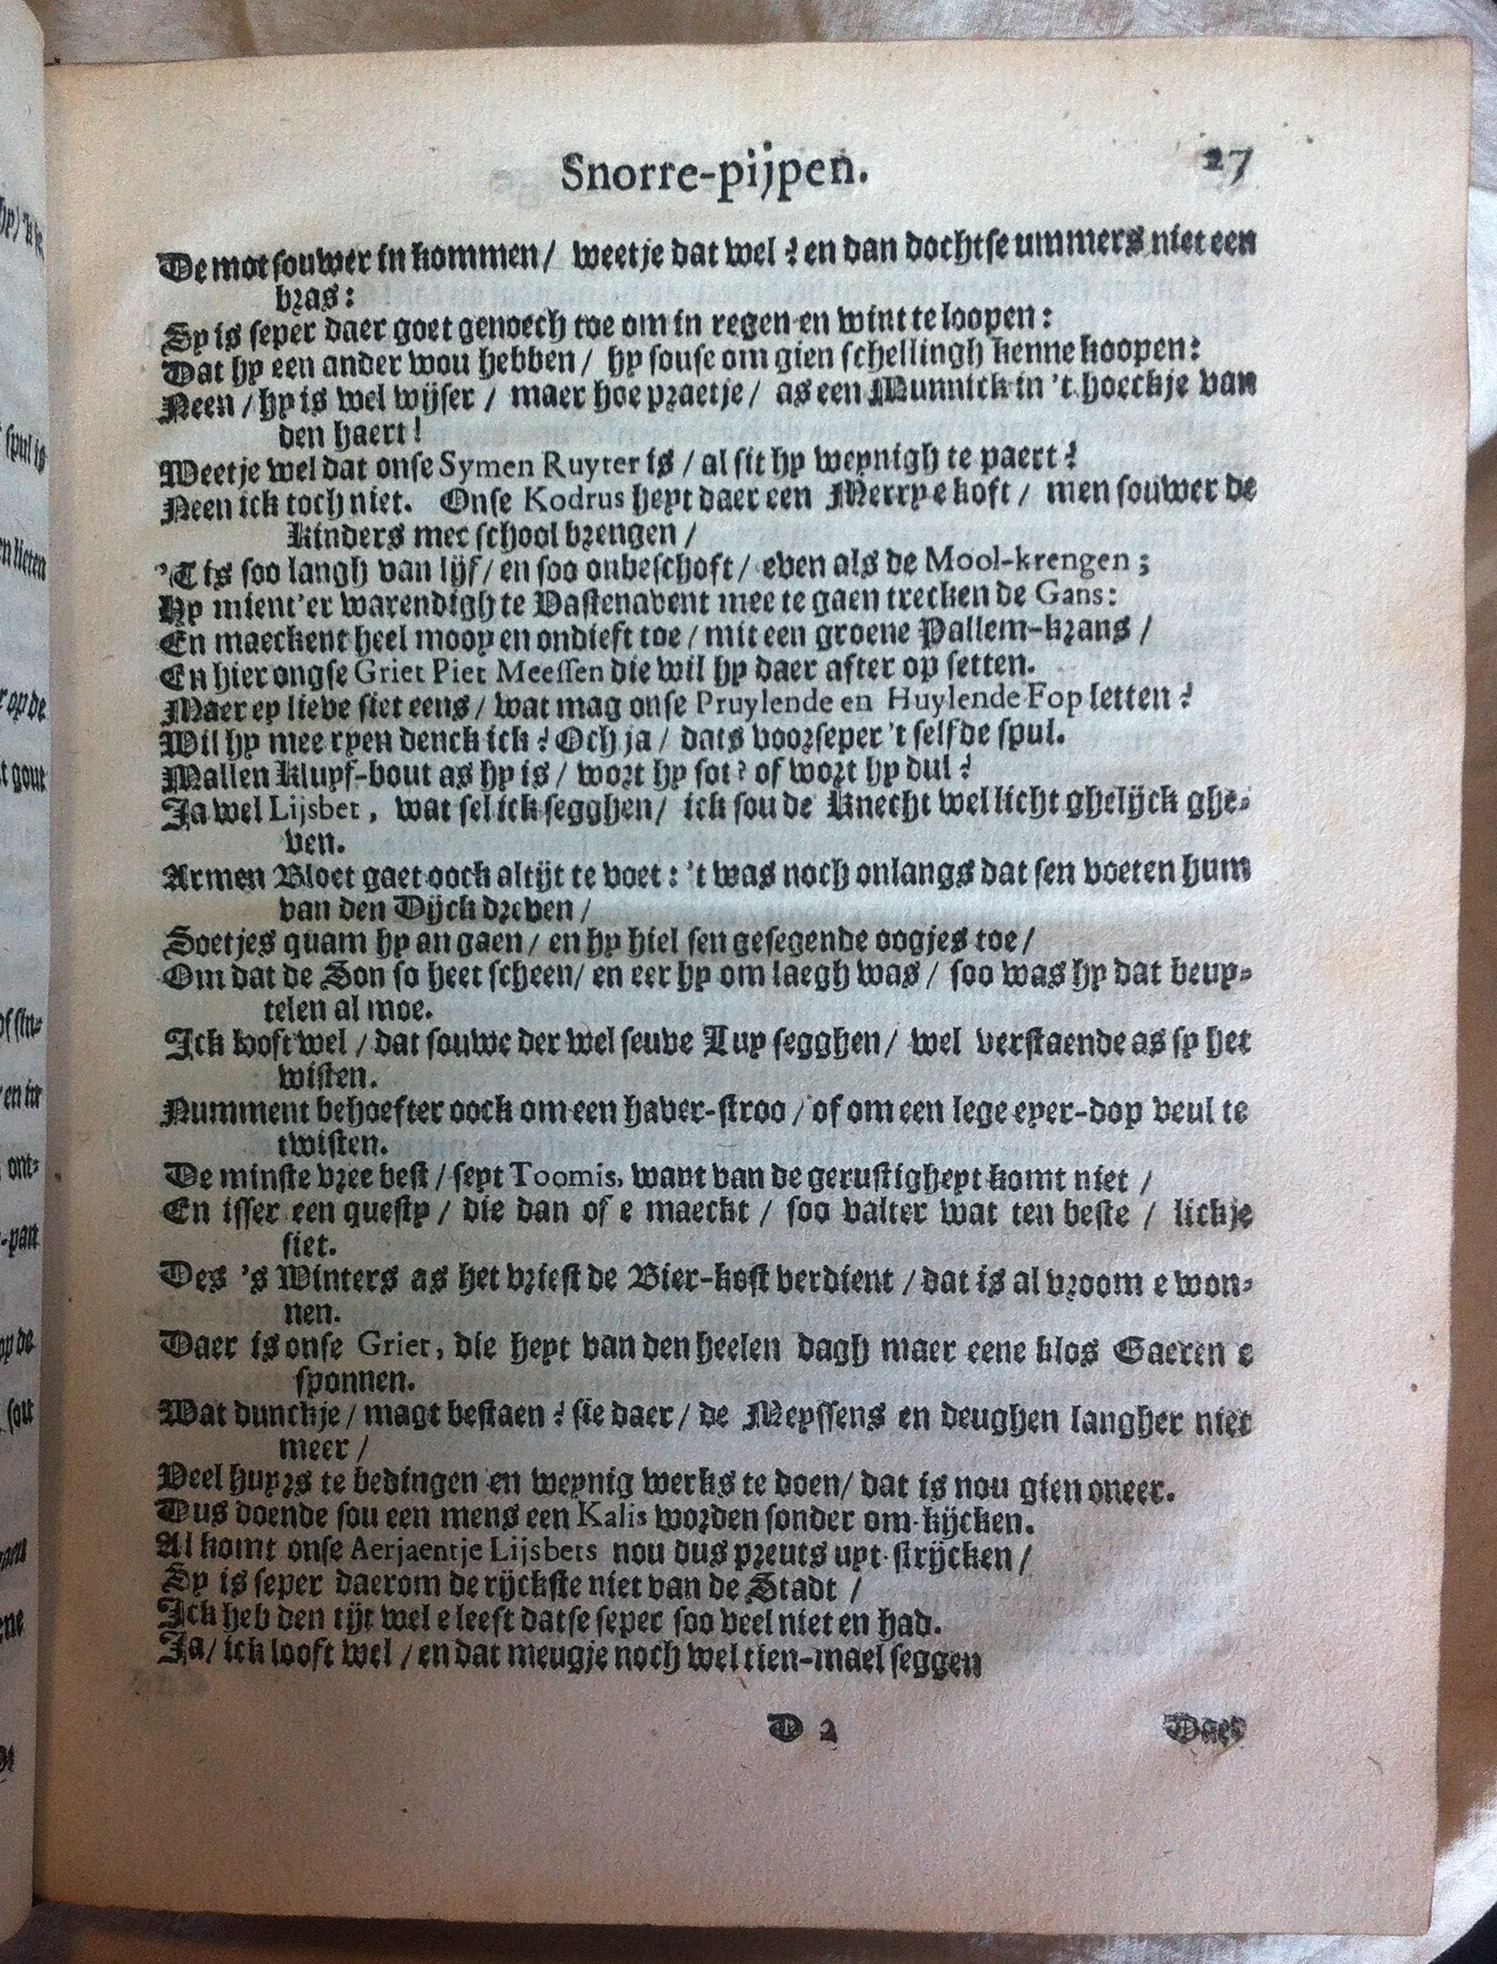 Snorre-pijpen. 27
De mot souwer in kommen / weetje dat wel? en dan dochtse ummers niet een
bras:
Sy is seper daer goet genoech toe om in regen en wint te loopen:
Dat hy een ander wou hebben / hy souse om gien schellingh kenne koopen:
Neen / hy is wel wijser / maer hoe praetje / as een Munnick in 't hoeckje van
den haert!
Weetje wel dat onse Symen Ruyter is / al sit hy weynigh te paert?
Neen ick toch niet. Onse Kodrus heyt daer een Merrye koft / men souwer de
kinders mee school brengen /
'Tis soo langh van lijf / en soo onbeschoft / even als de Mool-krengen;
Hy mient'er warendigh te Vastenavent mee te gaen trecken de Gans:
En maeckent heel mooy en ondieft toe / mit een groene Pallem-krans /
En hier ongse Griet Piet Meessen die wil hy daer after op setten.
Maer ey lieve siet eens / wat mag onse Pruylende en Huylende Fop letten?
Wil hy mee ryen denck ick? Och ja / dats voorseper 't selfde spul.
Mallen kluyf-bout as hy is / wort hy sot? of wort hy dul?
Ja wel Lijsbet, wat sel ick segghen / ick sou de knecht wel licht ghelijck ghe-
ven.
Armen Bloet gaet oock altijt te voet: 't was noch onlangs dat sen voeten hum
van den Dijck dreven /
Soetjes quam hy an gaen / en hy hiel sen gesegende oogjes toe /
Om dat de Son so heet scheen / en eer hy om laegh was / soo was hy dat beuy-
telen al moe.
Ick looft wel / dat souwe der wel seuve Luy segghen / wel verstaende as sy het
wisten.
Numment behoefter oock om een haver-stroo / of om een lege eyer-dop veul te
twisten.
De minste vree best / seyt Toomis, want van de gerustigheyt komt niet /
En isser een questy / die dan of e maeckt / soo valter wat ten beste / lickje
siet.
Des 's Winters as het vriest de Bier-kost verdient / dat is al vroom e won-
nen.
Daer is onse Griet, die heyt van den heelen dagh maer eene klos Gaeren e
sponnen.
Wat dunckje / magt bestaen? sie daer / de Meyssens en deughen langher niet
meer /
Veel huyrs te bedingen en weynig werks te doen / dat is nou gien oneer.
Dus doende sou een mens een Kalis worden sonder om kijcken.
Al komt onse Aerjaentje Lijsbets nou dus preuts uyt strijcken /
Sy is seper daerom de rijckste niet van de Stadt /
Ick heb den tijt wel e leeft datse seper soo veel niet en had.
Ja / ick looft wel / en dat meugje noch wel tien-mael seggen
D 2 Daer